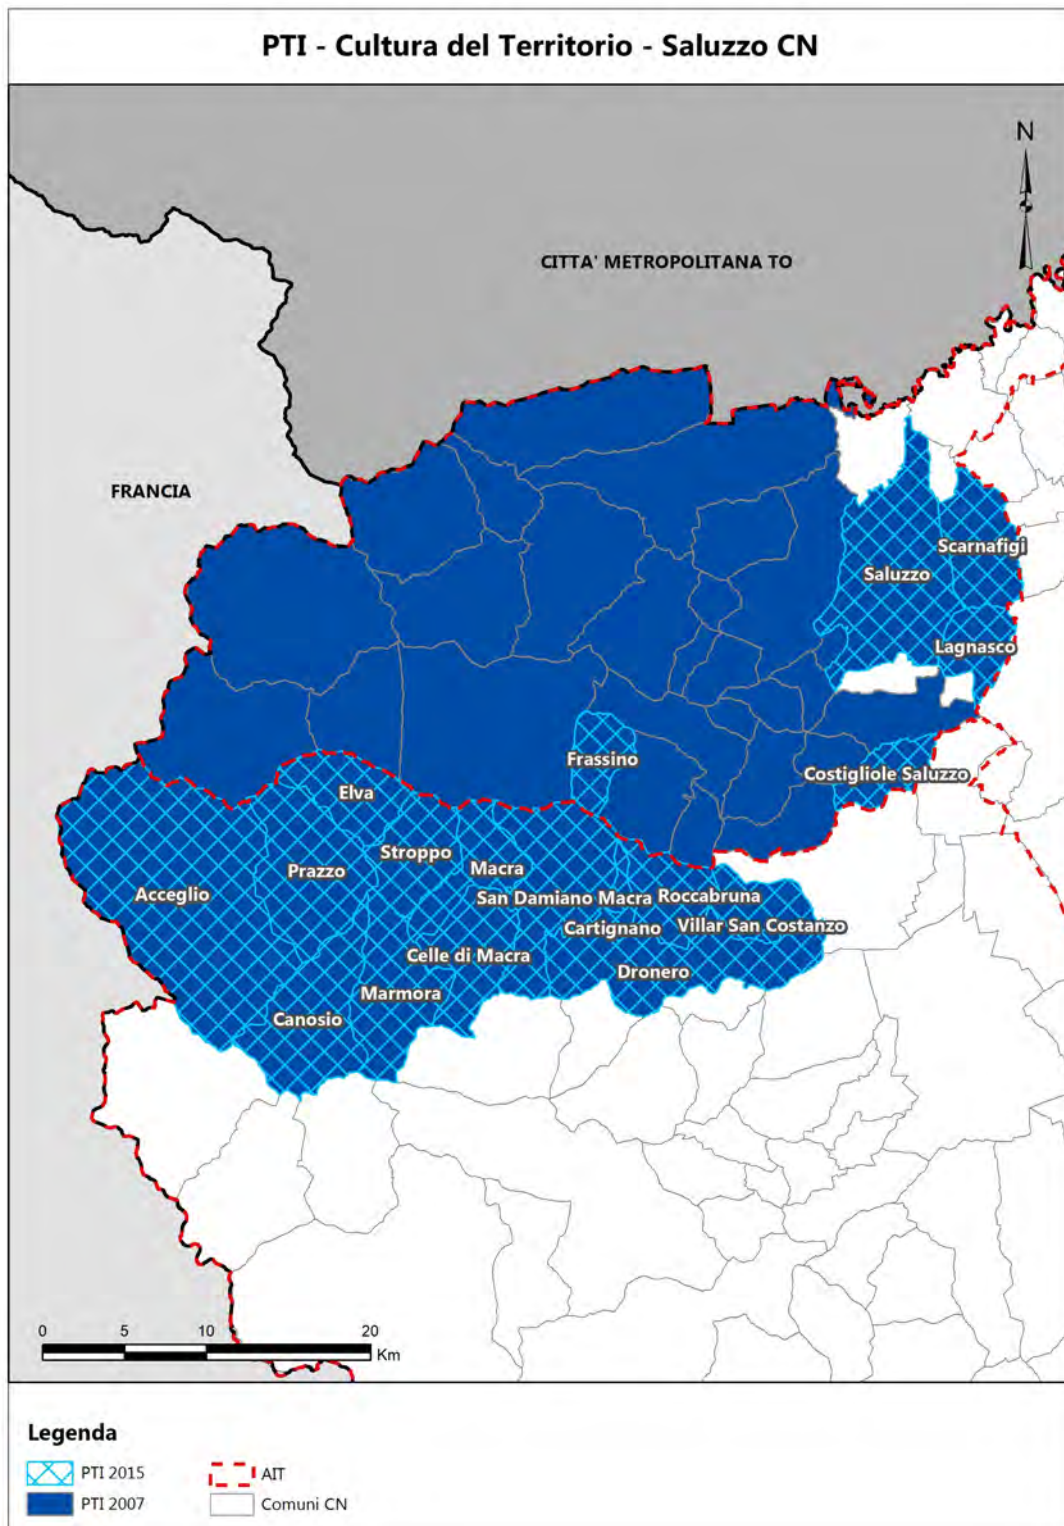 PTI - Cultura del Territorio - Saluzzo CN
N
CITTA' METROPOLITANA TO
FRANCIA
Scarnafigi
Saluzzo
Lagnasco
Frassino
Costigliole Saluzzo
Elva
Stroppo
Prazzo
Macra
Acceglio
San Damiano Macra
Roccabruna
Cartignano
Villar San Costanzo
Celle di Macra
Dronero
Marmora
Canosio
0 5 10 20
Km
Legenda
PTI 2015
AIT
PTI 2007
Comuni CN